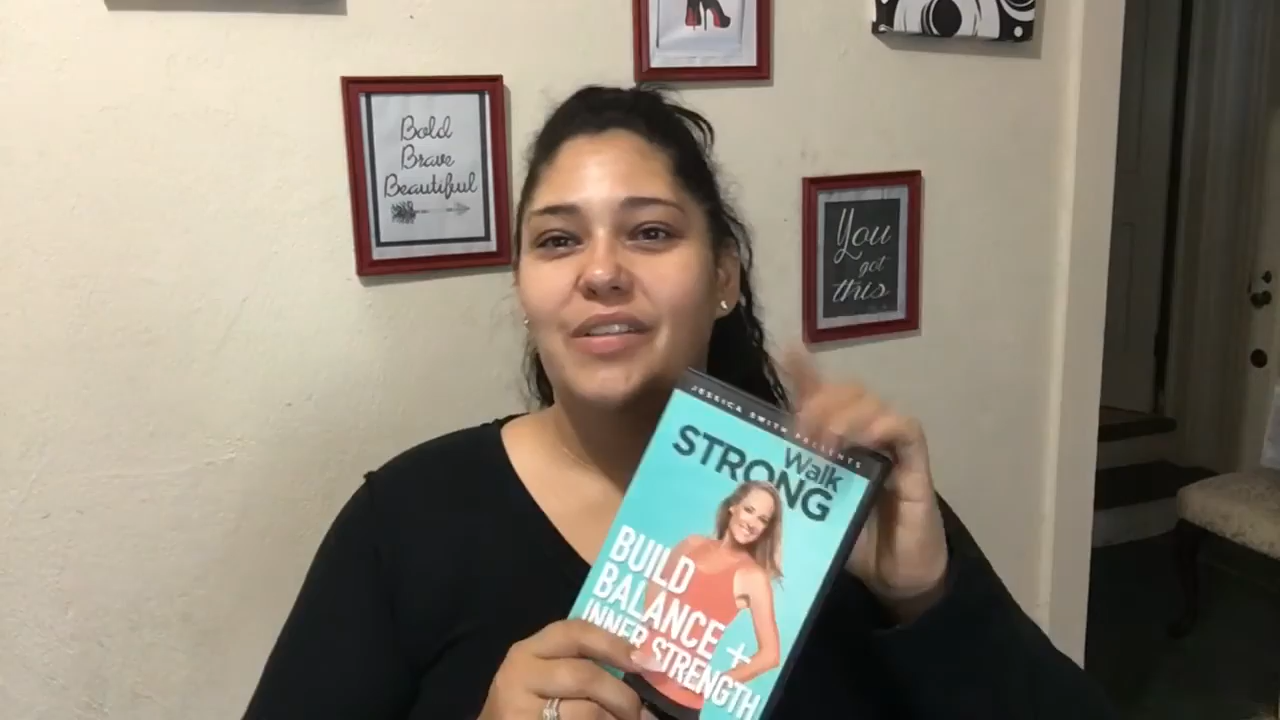 Bold
Brave
Beautiful
You
got
this
JESSICA SMITH PRESENTS
Walk
STRONG
BUILD
BALANCE +
INNER STRENGTH